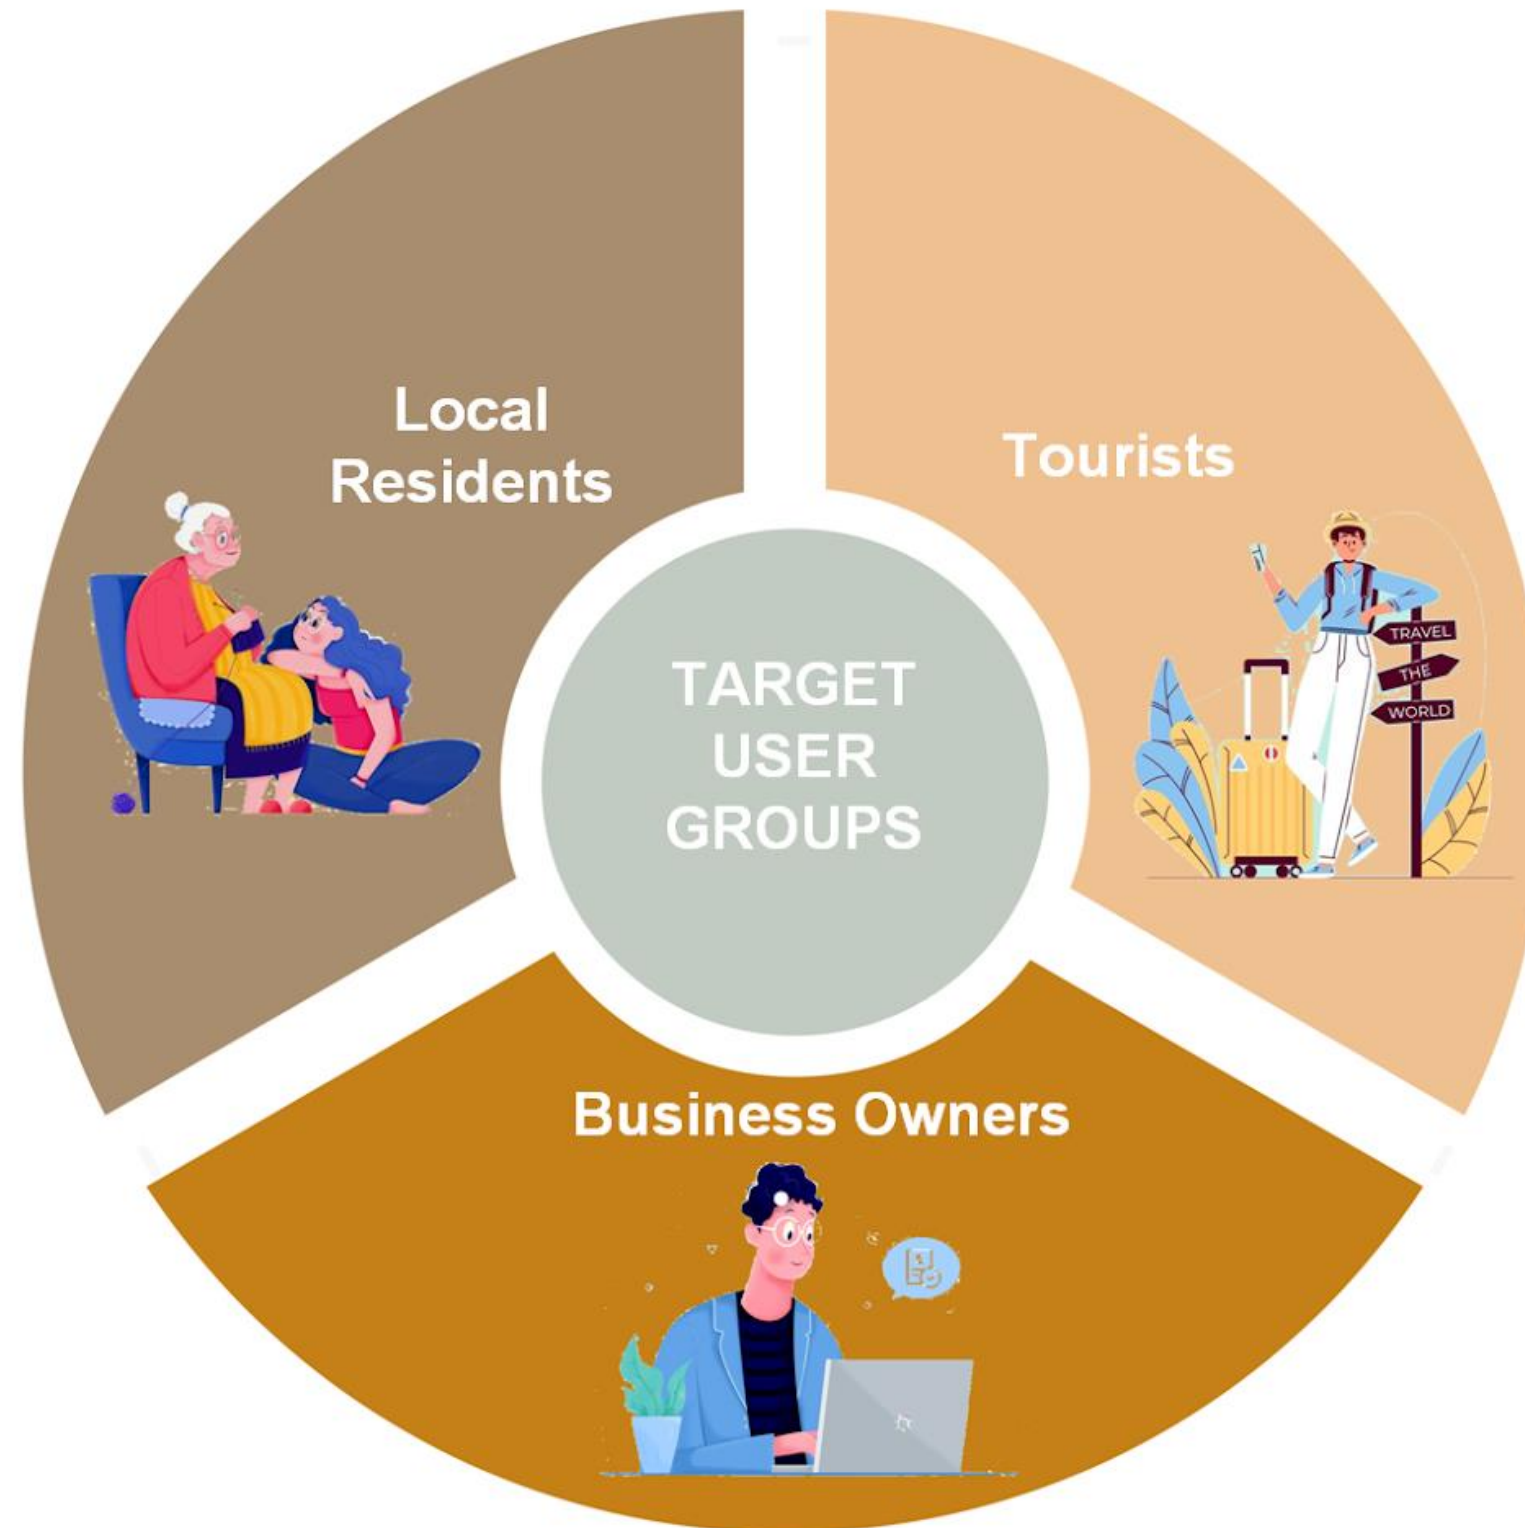 Local
Residents
Tourists
TRAVEL
THE
WORLD
TARGET
USER
GROUPS
Business Owners